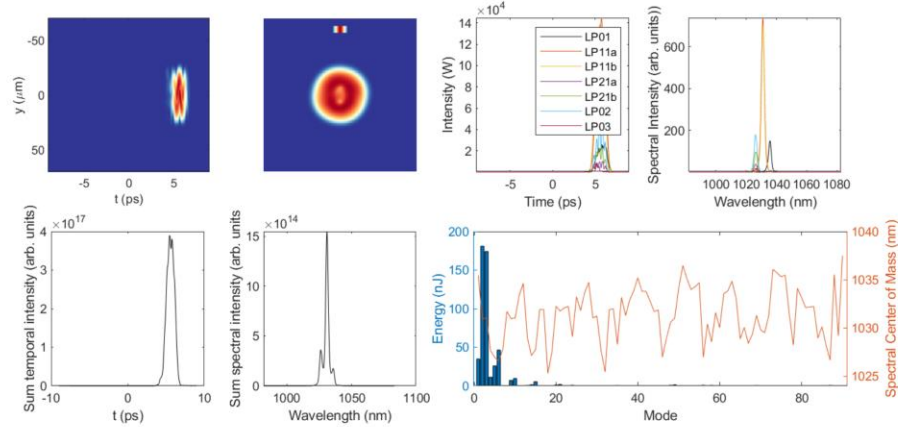 -50
0
50
y (μm)
-5
0
5
t (ps)
×10⁴
14
12
10
8
6
4
2
Intensity (W)
LP01
LP11a
LP11b
LP21a
LP21b
LP02
LP03
-5
0
5
Time (ps)
600
400
200
Spectral Intensity (arb. units))
1000
1020
1040
1060
1082
Wavelength (nm)
×10¹⁷
4
3
2
1
0
Sum temporal intensity (arb. units)
-10
0
10
t (ps)
×10¹⁴
15
10
5
0
Sum spectral intensity (arb. units)
1000
1050
1100
Wavelength (nm)
200
150
100
50
0
Energy (nJ)
0
20
40
60
80
Mode
1040
1035
1030
1025
Spectral Center of Mass (nm)